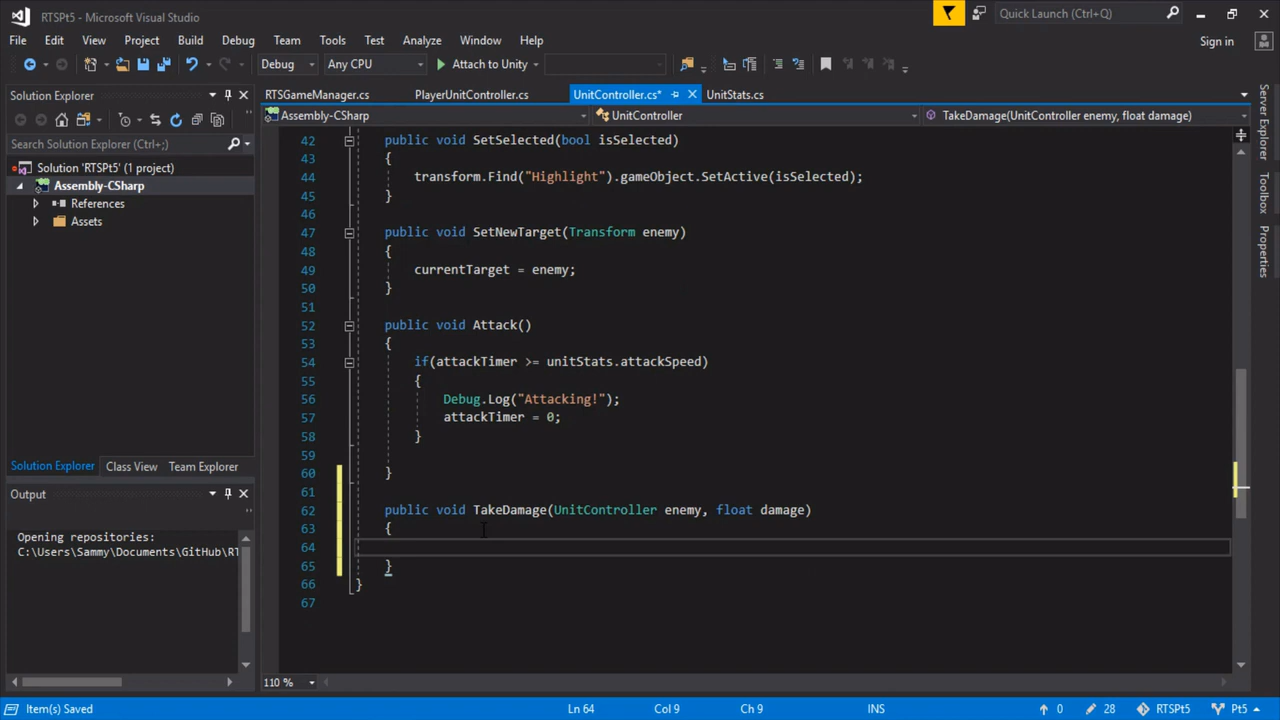 RTSPt5 - Microsoft Visual Studio
Quick Launch (Ctrl+Q)
File Edit View Project Build Debug Team Tools Test Analyze Window Help
Sign in
Debug Any CPU Attach to Unity
Solution Explorer
RTSGameManager.cs PlayerUnitController.cs UnitController.cs* UnitStats.cs
Assembly-CSharp UnitController TakeDamage(UnitController enemy, float damage)
Search Solution Explorer (Ctrl+;)
Solution 'RTSPt5' (1 project)
Assembly-CSharp
References
Assets
Solution Explorer Class View Team Explorer
Output
Opening repositories:
C:\Users\Sammy\Documents\GitHub\RT
42 public void SetSelected(bool isSelected)
43 {
44 transform.Find("Highlight").gameObject.SetActive(isSelected);
45 }
46
47 public void SetNewTarget(Transform enemy)
48 {
49 currentTarget = enemy;
50 }
51
52 public void Attack()
53 {
54 if(attackTimer >= unitStats.attackSpeed)
55 {
56 Debug.Log("Attacking!");
57 attackTimer = 0;
58 }
59
60 }
61
62 public void TakeDamage(UnitController enemy, float damage)
63 {
64
65 }
66 }
67
Server Explorer
Toolbox
Properties
110 %
Item(s) Saved Ln 64 Col 9 Ch 9 INS 0 28 RTSPt5 Pt5